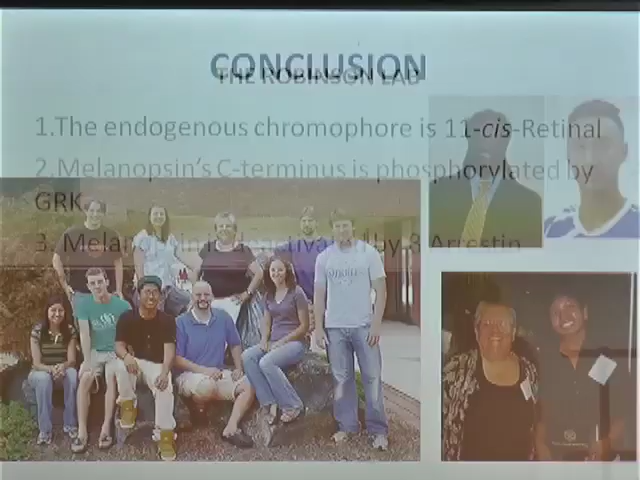 CONCLUSION
THE ROBINSON LAB
1.The endogenous chromophore is 11-cis-Retinal
2.Melanopsin's C-terminus is phosphorylated by
GRK
3. Melanopsin is deactivated by β Arrestin